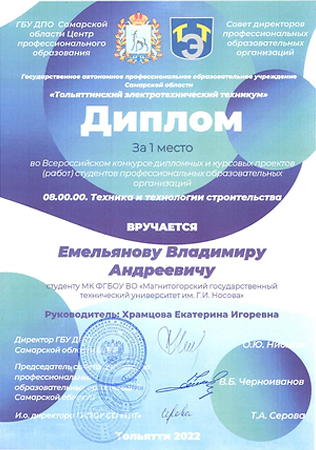 ГБУ ДПО Самарской
области Центр
профессионального
образования
Совет директоров
профессиональных
образовательных
организаций
Государственное автономное профессиональное образовательное учреждение
Самарской области
«Тольяттинский электротехнический техникум»
Диплом
За 1 место
во Всероссийском конкурсе дипломных и курсовых проектов
(работ) студентов профессиональных образовательных
организаций
08.00.00. Техника и технологии строительства
ВРУЧАЕТСЯ
Емельянову Владимиру
Андреевичу
студенту МК ФГБОУ ВО «Магнитогорский государственный
технический университет им. Г.И. Носова»
Руководитель: Храмцова Екатерина Игоревна
Директор ГБУ
Самарской области
О.Ю.
Председатель
профессиональных
образовательных
Самарской области
В.Б. Черноиванов
И.о. директора
Т.А. Серова
Тольятти 2022